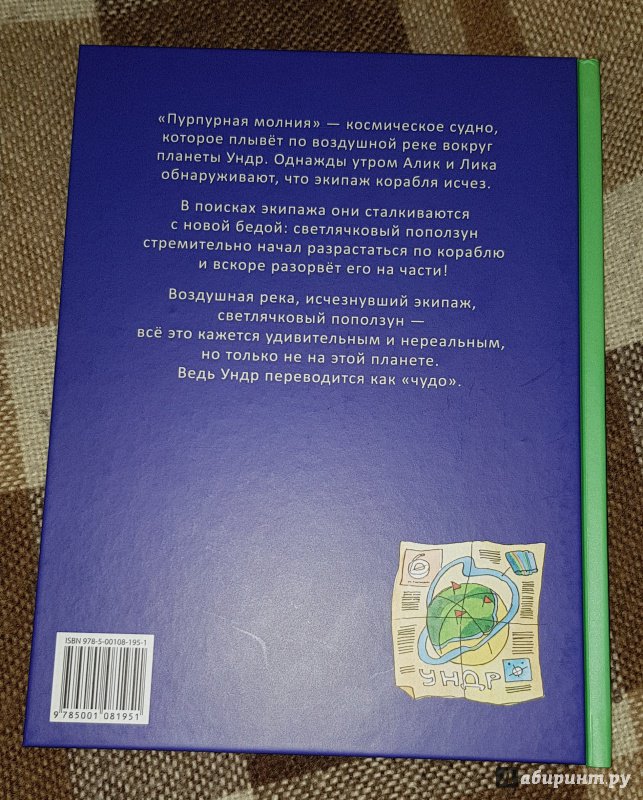 «Пурпурная молния» — космическое судно,
которое плывёт по воздушной реке вокруг
планеты Ундр. Однажды утром Алик и Лика
обнаруживают, что экипаж корабля исчез.
В поисках экипажа они сталкиваются
с новой бедой: светлячковый поползун
стремительно начал разрастаться по кораблю
и вскоре разорвёт его на части!
Воздушная река, исчезнувший экипаж,
светлячковый поползун —
всё это кажется удивительным и нереальным,
но только не на этой планете.
Ведь Ундр переводится как «чудо».
УНДР
ISBN 978-5-00108-195-1
9 785001 081951
Лабиринт.ру